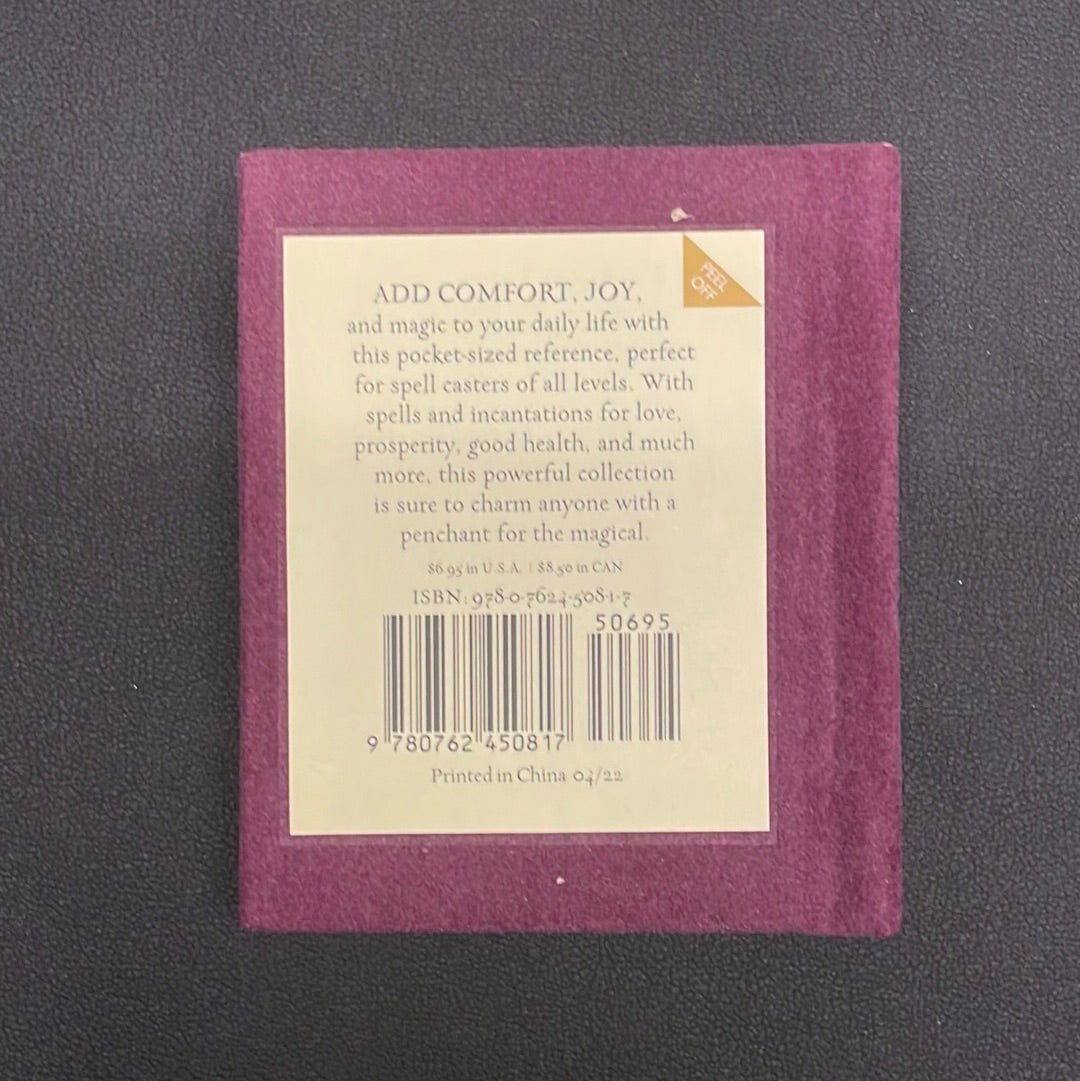 PEEL
OFF
ADD COMFORT, JOY,
and magic to your daily life with
this pocket-sized reference, perfect
for spell casters of all levels. With
spells and incantations for love,
prosperity, good health, and much
more, this powerful collection
is sure to charm anyone with a
penchant for the magical.
$6.95 in U.S.A. | $8.50 in CAN
ISBN: 978-0-7624-5081-7
50695
9 780762 450817
Printed in China 04/22